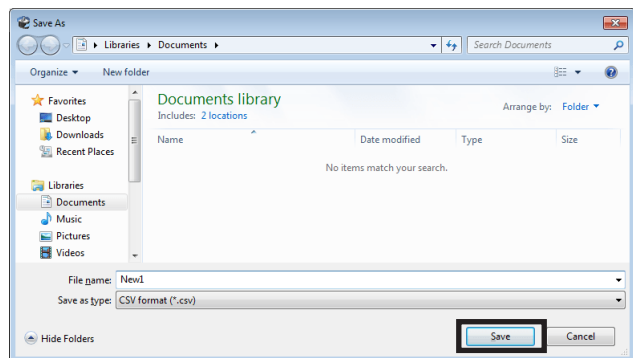 Save As
Libraries Documents
Search Documents
Organize New folder
Favorites
Desktop
Downloads
Recent Places
Libraries
Documents
Music
Pictures
Videos
Documents library
Includes: 2 locations
Arrange by: Folder
Name Date modified Type Size
No items match your search.
File name: New1
Save as type: CSV format (*.csv)
Hide Folders
Save Cancel